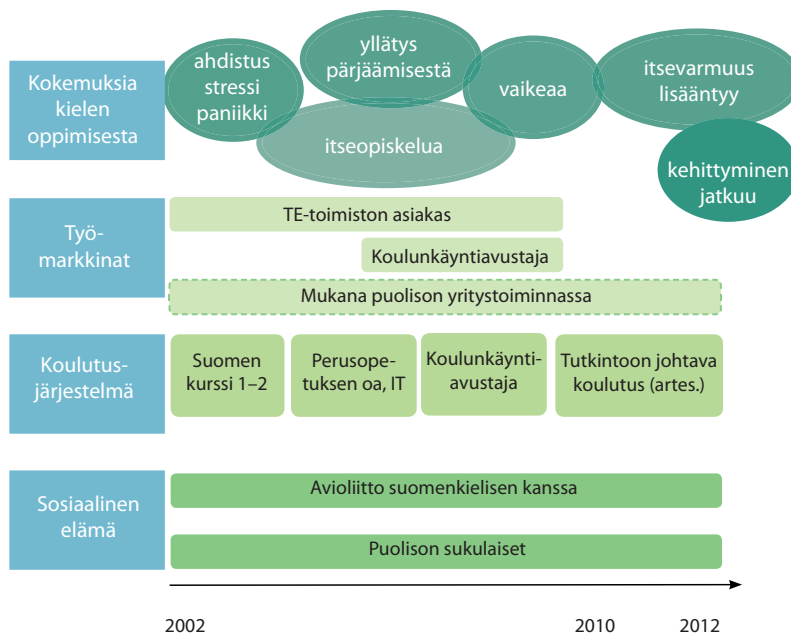 Kokemuksia
kielen
oppimisesta
ahdistus
stressi
paniikki
yllätys
pärjäämisestä
itseopiskelua
vaikeaa
itsevarmuus
lisääntyy
kehittyminen
jatkuu
Työ-
markkinat
TE-toimiston asiakas
Koulunkäyntiavustaja
Mukana puolison yritystoiminnassa
Koulutus-
järjestelmä
Suomen
kurssi 1–2
Perusope-
tuksen oa, IT
Koulunkäynti-
avustaja
Tutkintoon johtava
koulutus (artes.)
Sosiaalinen
elämä
Avioliitto suomenkielisen kanssa
Puolison sukulaiset
2002
2010
2012